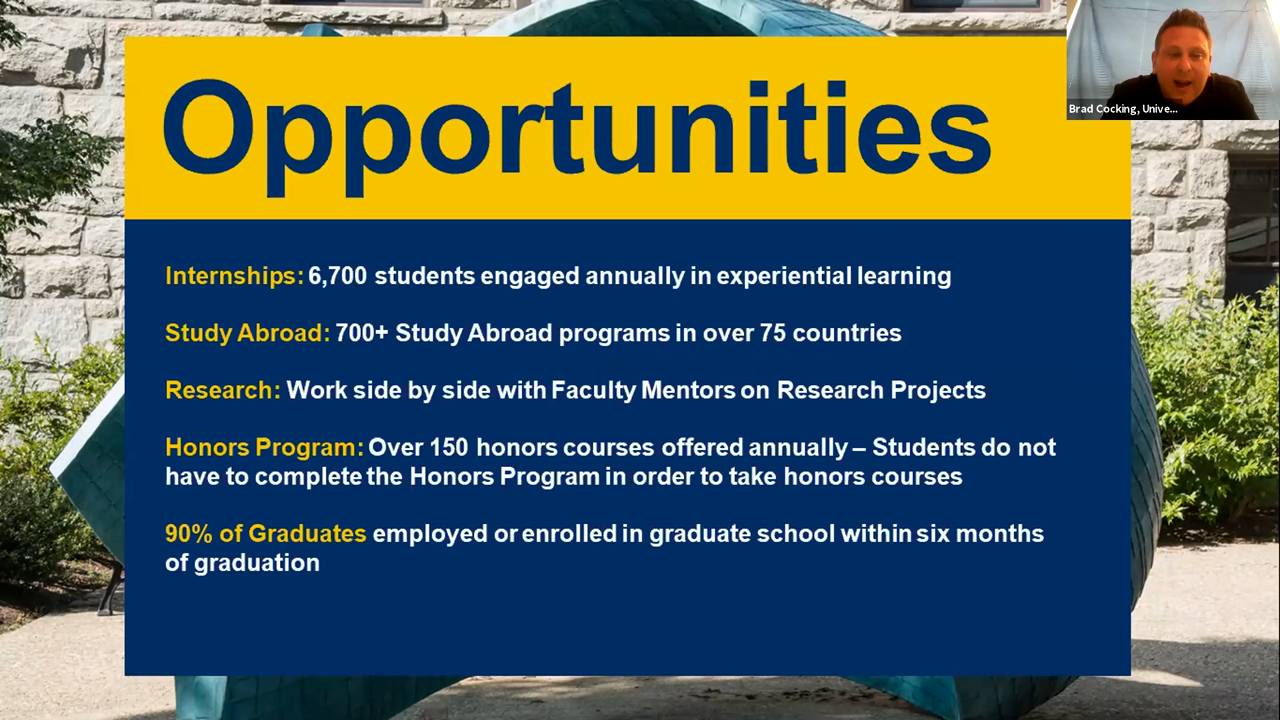 Opportunities
Brad Cocking, Unive...
Internships: 6,700 students engaged annually in experiential learning
Study Abroad: 700+ Study Abroad programs in over 75 countries
Research: Work side by side with Faculty Mentors on Research Projects
Honors Program: Over 150 honors courses offered annually – Students do not
have to complete the Honors Program in order to take honors courses
90% of Graduates employed or enrolled in graduate school within six months
of graduation